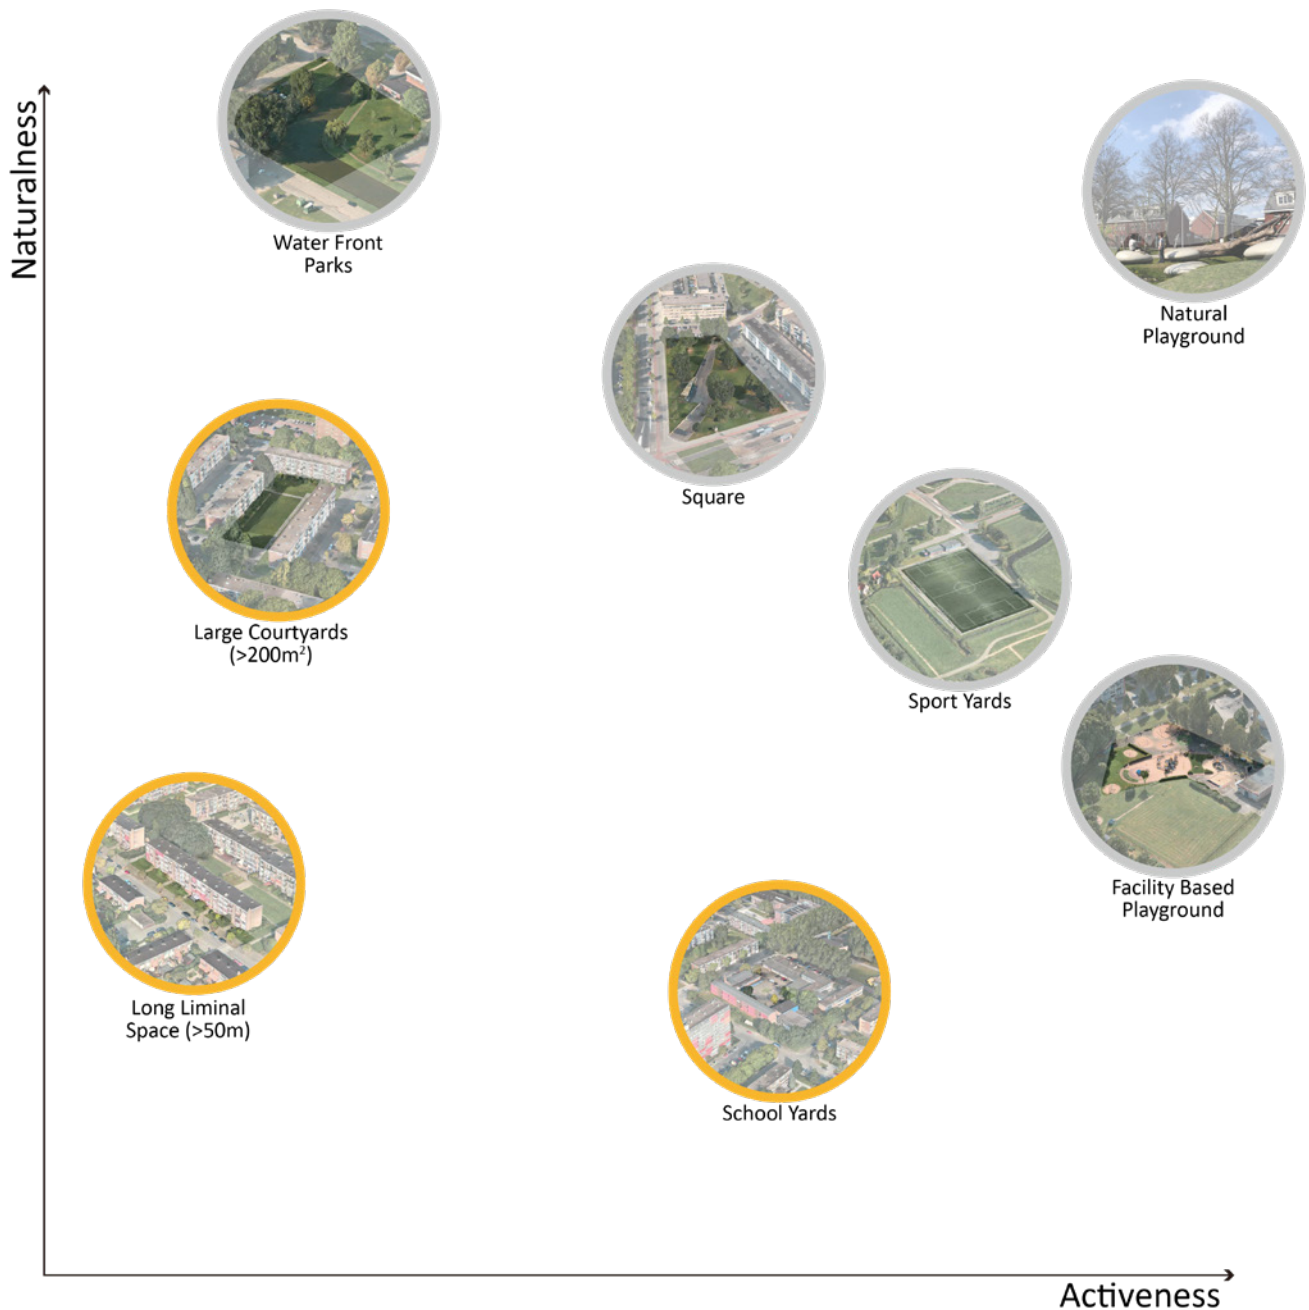 Naturalness
Water Front
Parks
Natural
Playground
Square
Large Courtyards
(>200m²)
Sport Yards
Facility Based
Playground
Long Liminal
Space (>50m)
School Yards
Activeness